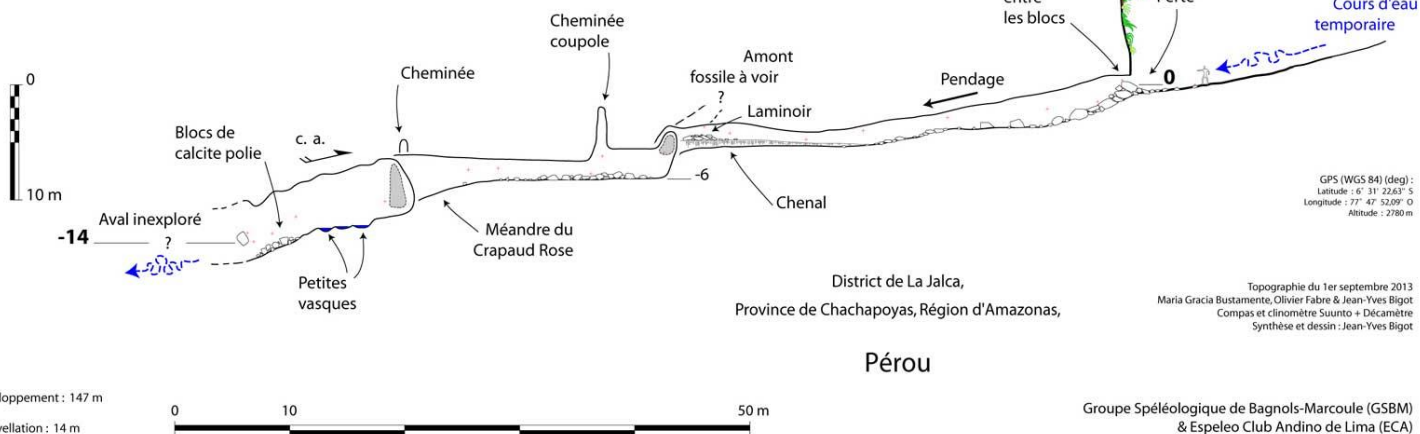 entre
les blocs
Perte
Cours d'eau
temporaire
Cheminée
coupole
Amont
fossile à voir
?
Cheminée
Pendage
0
0
Laminoir
Blocs de
calcite polie
c. a.
-6
Chenal
10 m
GPS (WGS 84) (deg) :
Latitude : 6° 31' 22,63" S
Longitude : 77° 47' 52,09" O
Altitude : 2780 m
Aval inexploré
-14
?
Méandre du
Crapaud Rose
Petites
vasques
District de La Jalca,
Province de Chachapoyas, Région d'Amazonas,
Pérou
Topographie du 1er septembre 2013
Maria Gracia Bustamente, Olivier Fabre & Jean-Yves Bigot
Compas et clinomètre Suunto + Décamètre
Synthèse et dessin : Jean-Yves Bigot
loppement : 147 m
vellation : 14 m
0 10 50 m
Groupe Spéléologique de Bagnols-Marcoule (GSBM)
& Espeleo Club Andino de Lima (ECA)